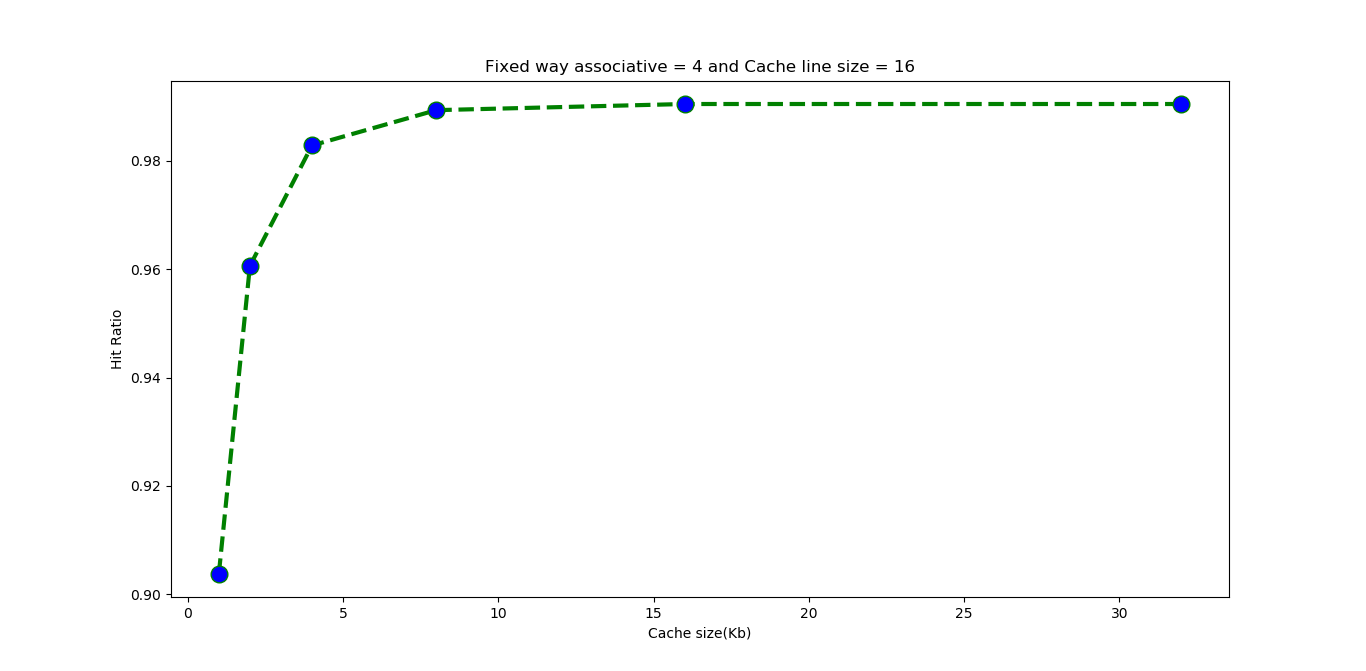 Fixed way associative = 4 and Cache line size = 16
Hit Ratio
0.98
0.96
0.94
0.92
0.90
0 5 10 15 20 25 30
Cache size(Kb)